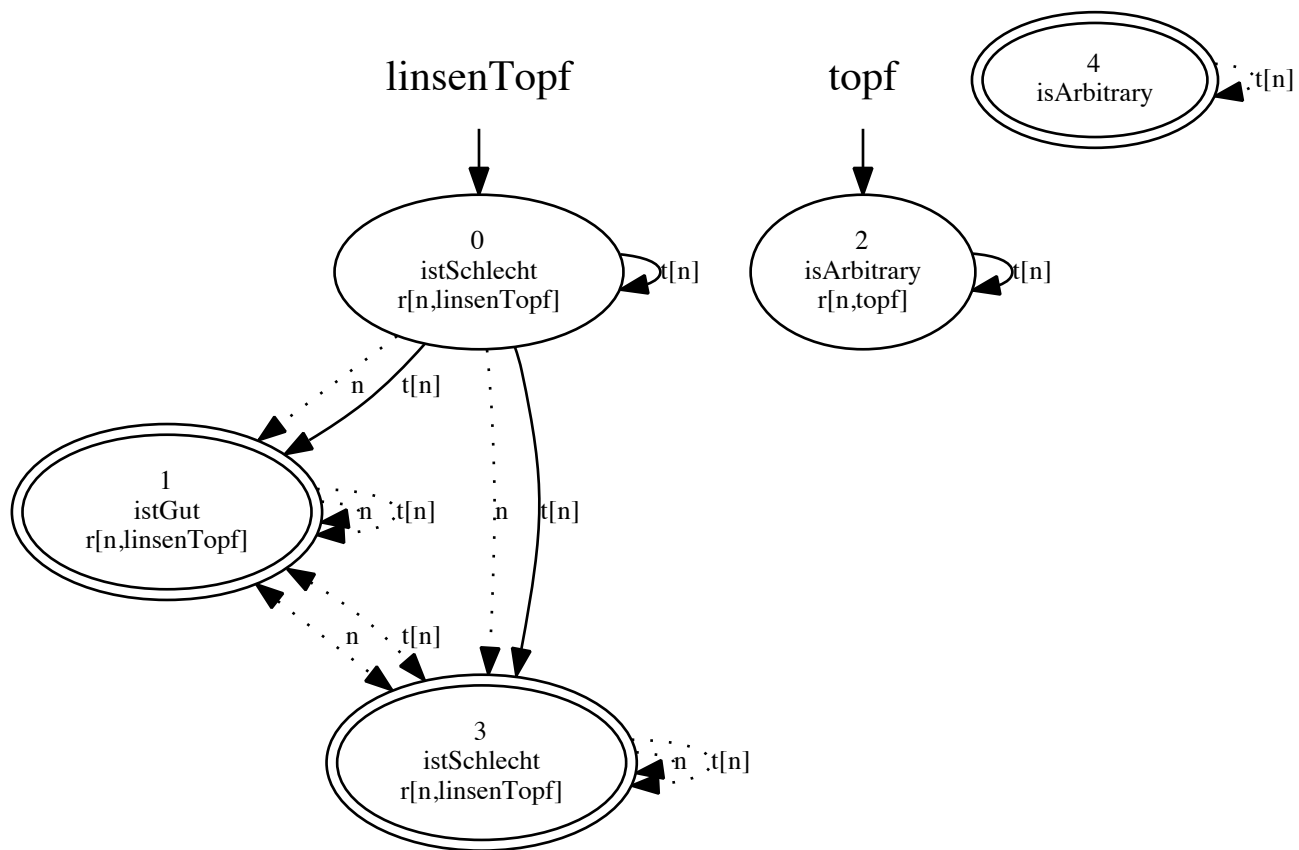 linsenTopf
topf
4
isArbitrary
t[n]
0
istSchlecht
r[n,linsenTopf]
t[n]
2
isArbitrary
r[n,topf]
t[n]
n
t[n]
1
istGut
r[n,linsenTopf]
n
t[n]
n
t[n]
n
t[n]
3
istSchlecht
r[n,linsenTopf]
n
t[n]